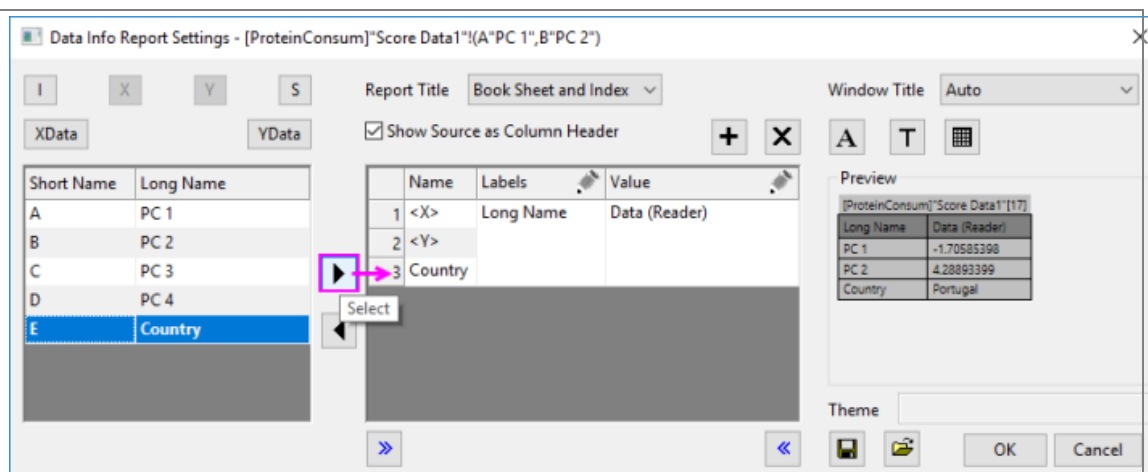 Data Info Report Settings - [ProteinConsum]"Score Data1"!(A"PC 1",B"PC 2")
I X Y S Report Title Book Sheet and Index Window Title Auto
XData YData Show Source as Column Header A T
Short Name Long Name Name Labels Value Preview
[ProteinConsum]"Score Data1"[17]
A PC 1 1 <X> Long Name Data (Reader) Long Name Data (Reader)
B PC 2 2 <Y> PC 1 -1.70585398
C PC 3 3 Country PC 2 4.28893399
Country Portugal
D PC 4
Select
E Country
Theme
OK Cancel